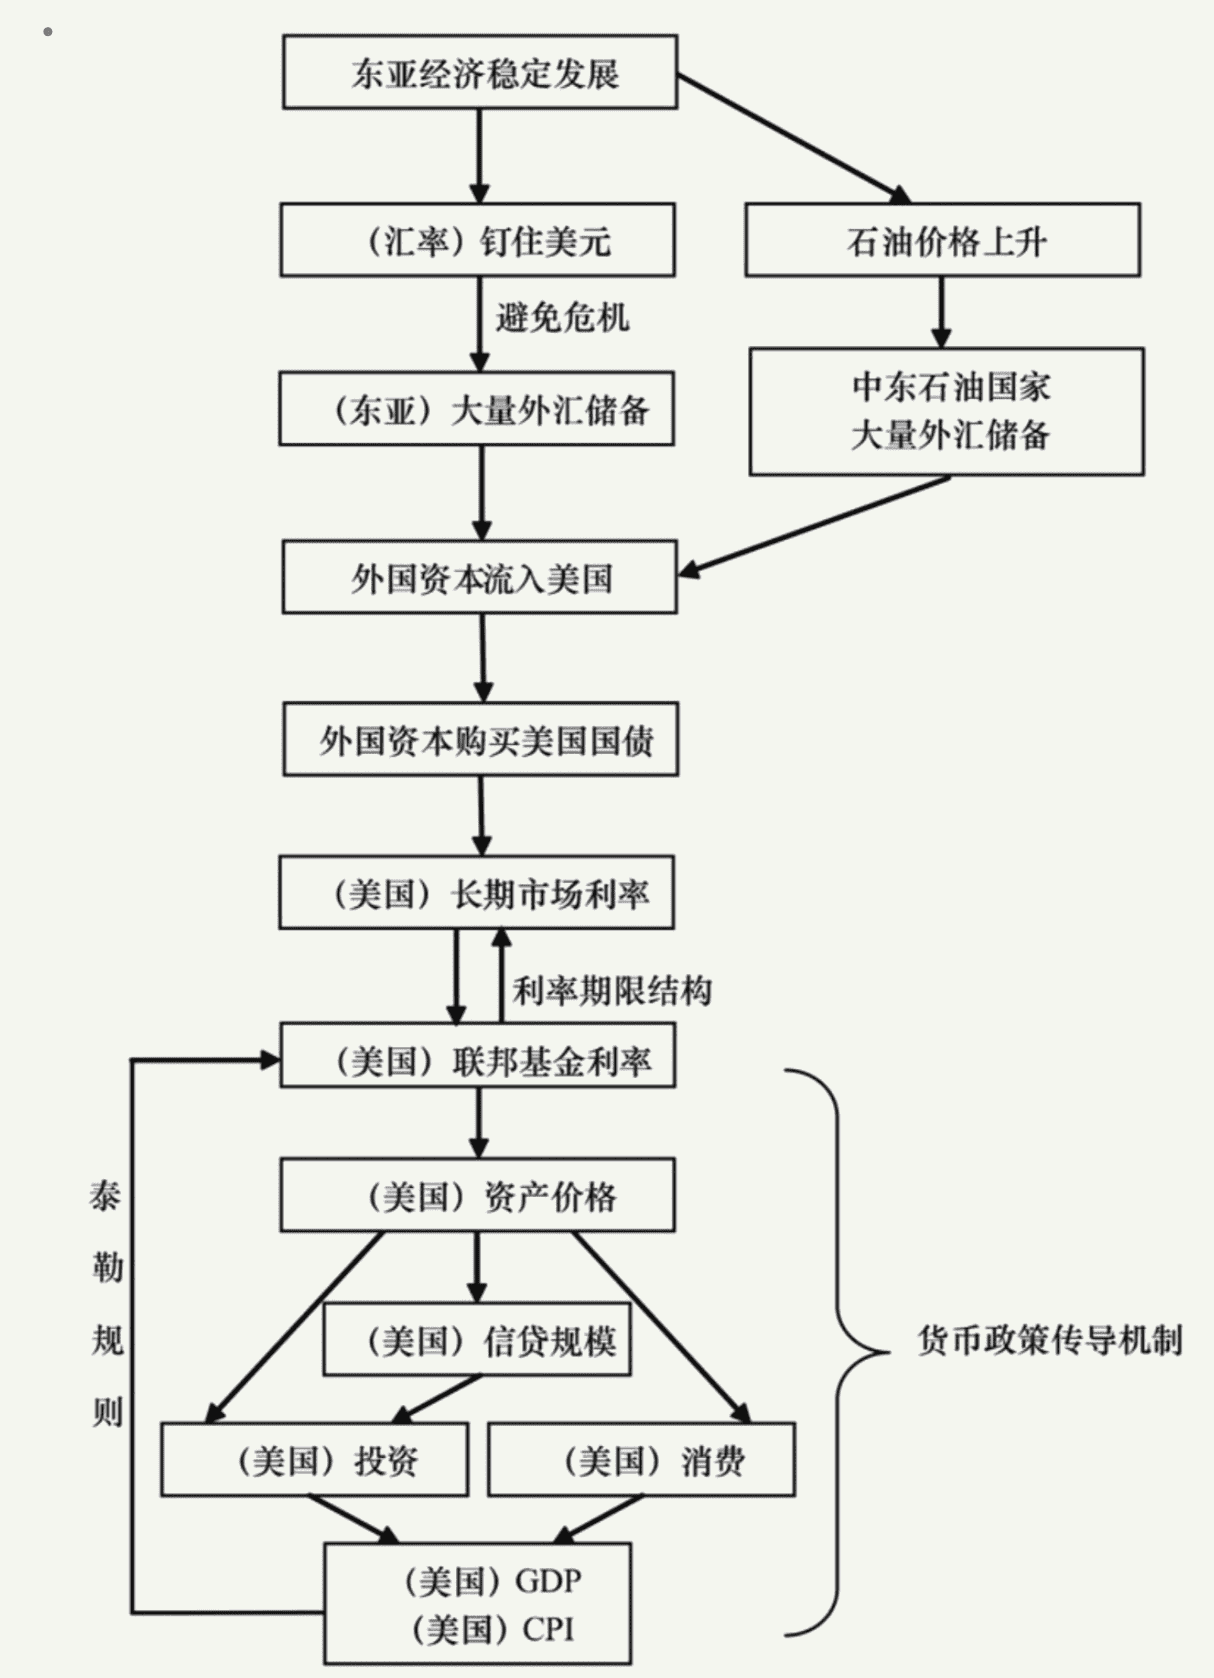 东亚经济稳定发展
（汇率）钉住美元
石油价格上升
避免危机
（东亚）大量外汇储备
中东石油国家
大量外汇储备
外国资本流入美国
外国资本购买美国国债
（美国）长期市场利率
利率期限结构
（美国）联邦基金利率
（美国）资产价格
泰勒规则
（美国）信贷规模
货币政策传导机制
（美国）投资
（美国）消费
（美国）GDP
（美国）CPI